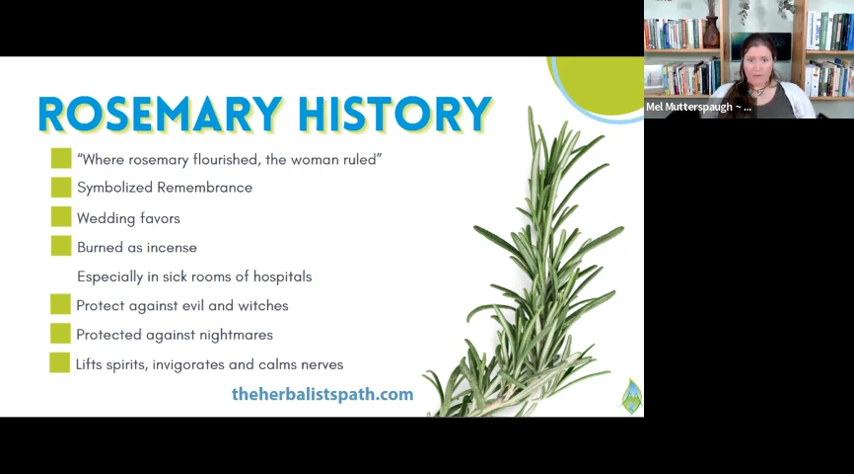 ROSEMARY HISTORY
“Where rosemary flourished, the woman ruled”
Symbolized Remembrance
Wedding favors
Burned as incense
Especially in sick rooms of hospitals
Protect against evil and witches
Protected against nightmares
Lifts spirits, invigorates and calms nerves
theherbalistspath.com
Mel Mutterspaugh ~ ...